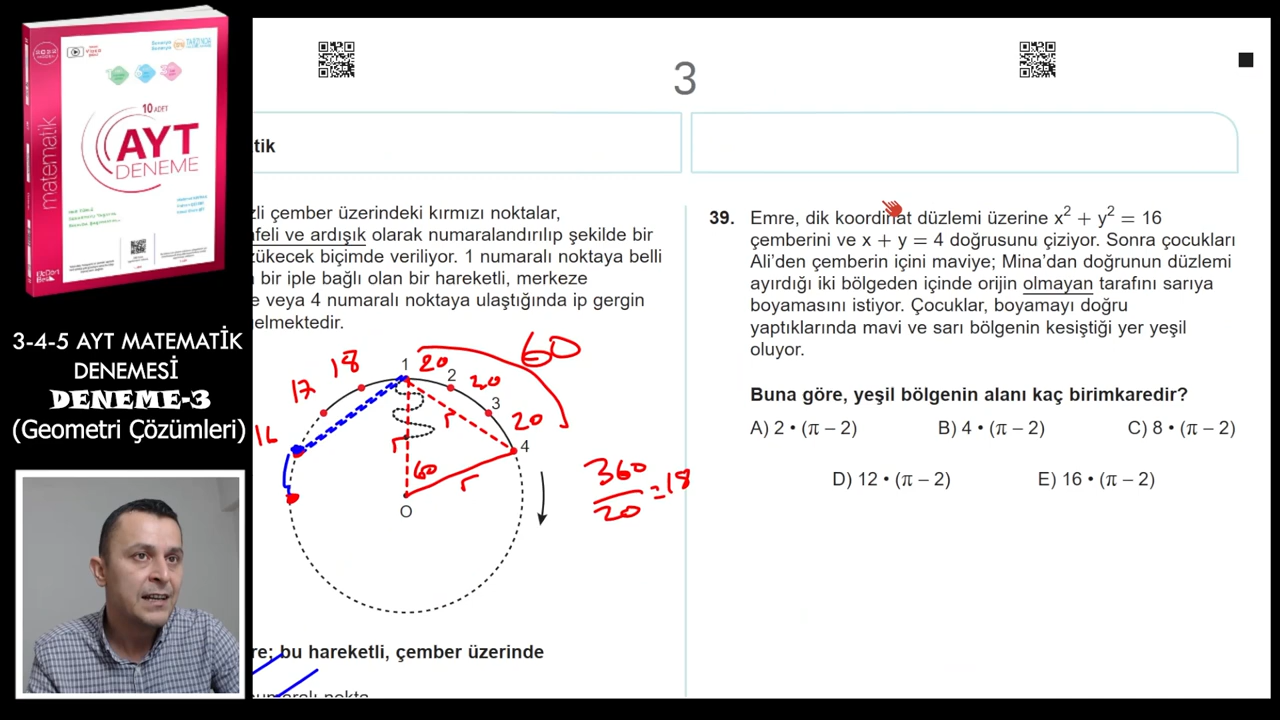 matematik
10 ADET
AYT
DENEME
3-4-5 AYT MATEMATİK
DENEMESİ
DENEME-3
(Geometri Çözümleri)
3
tik
zli çember üzerindeki kırmızı noktalar,
afeli ve ardışık olarak numaralandırılıp şekilde bir
zükecek biçimde veriliyor. 1 numaralı noktaya belli
bir iple bağlı olan bir hareketli, merkeze
e veya 4 numaralı noktaya ulaştığında ip gergin
elmektedir.
60
17 18 1 20 2 20 3 20 4
16
r r r
60
O
360
20
=18
re; bu hareketli, çember üzerinde
numaralı nokta
39. Emre, dik koordinat düzlemi üzerine x² + y² = 16
çemberini ve x + y = 4 doğrusunu çiziyor. Sonra çocukları
Ali’den çemberin içini maviye; Mina’dan doğrunun düzlemi
ayırdığı iki bölgeden içinde orijin olmayan tarafını sarıya
boyamasını istiyor. Çocuklar, boyamayı doğru
yaptıklarında mavi ve sarı bölgenin kesiştiği yer yeşil
oluyor.
Buna göre, yeşil bölgenin alanı kaç birimkaredir?
A) 2 • (π – 2) B) 4 • (π – 2) C) 8 • (π – 2)
D) 12 • (π – 2) E) 16 • (π – 2)